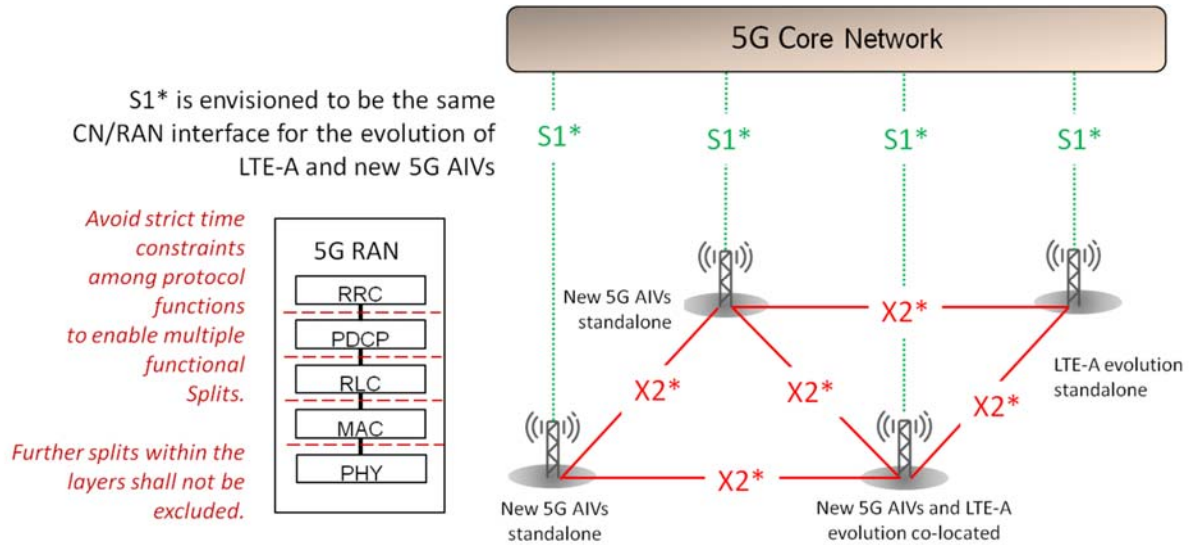 5G Core Network
S1* is envisioned to be the same
CN/RAN interface for the evolution of
LTE-A and new 5G AIVs
S1*
S1*
S1*
S1*
Avoid strict time
constraints
among protocol
functions
to enable multiple
functional
Splits.
Further splits within the
layers shall not be
excluded.
5G RAN
RRC
PDCP
RLC
MAC
PHY
New 5G AIVs
standalone
X2*
LTE-A evolution
standalone
X2*
X2*
X2*
X2*
New 5G AIVs
standalone
New 5G AIVs and LTE-A
evolution co-located